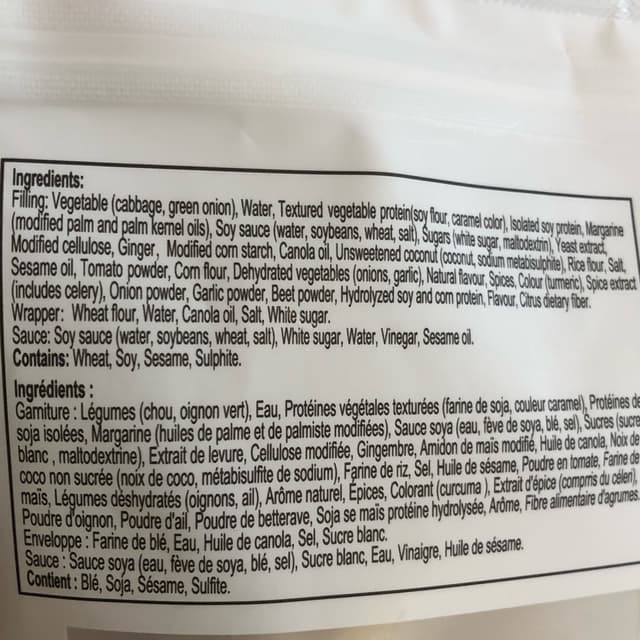 Ingredients:
Filling: Vegetable (cabbage, green onion), Water, Textured vegetable protein(soy flour, caramel color), Isolated soy protein, Margarine
(modified palm and palm kernel oils), Soy sauce (water, soybeans, wheat, salt), Sugars (white sugar, maltodextrin), Yeast extract,
Modified cellulose, Ginger, Modified corn starch, Canola oil, Unsweetened coconut (coconut, sodium metabisulphite), Rice flour, Salt,
Sesame oil, Tomato powder, Corn flour, Dehydrated vegetables (onions, garlic), Natural flavour, Spices, Colour (turmeric), Spice extract
(includes celery), Onion powder, Garlic powder, Beet powder, Hydrolyzed soy and corn protein, Flavour, Citrus dietary fiber.
Wrapper: Wheat flour, Water, Canola oil, Salt, White sugar.
Sauce: Soy sauce (water, soybeans, wheat, salt), White sugar, Water, Vinegar, Sesame oil.
Contains: Wheat, Soy, Sesame, Sulphite.
Ingrédients :
Garniture : Légumes (chou, oignon vert), Eau, Protéines végétales texturées (farine de soja, couleur caramel), Protéines de
soja isolées, Margarine (huiles de palme et de palmiste modifiées), Sauce soya (eau, fève de soya, blé, sel), Sucres (sucre
blanc , maltodextrine), Extrait de levure, Cellulose modifiée, Gingembre, Amidon de maïs modifié, Huile de canola, Noix de
coco non sucrée (noix de coco, métabisulfite de sodium), Farine de riz, Sel, Huile de sésame, Poudre en tomate, Farine de
maïs, Légumes déshydratés (oignons, ail), Arôme naturel, Épices, Colorant (curcuma ), Extrait d'épice (compris du céleri),
Poudre d'oignon, Poudre d'ail, Poudre de betterave, Soja se maïs protéine hydrolysée, Arôme, Fibre alimentaire d'agrumes.
Enveloppe : Farine de blé, Eau, Huile de canola, Sel, Sucre blanc.
Sauce : Sauce soya (eau, fève de soya, blé, sel), Sucre blanc, Eau, Vinaigre, Huile de sésame.
Contient : Blé, Soja, Sésame, Sulfite.